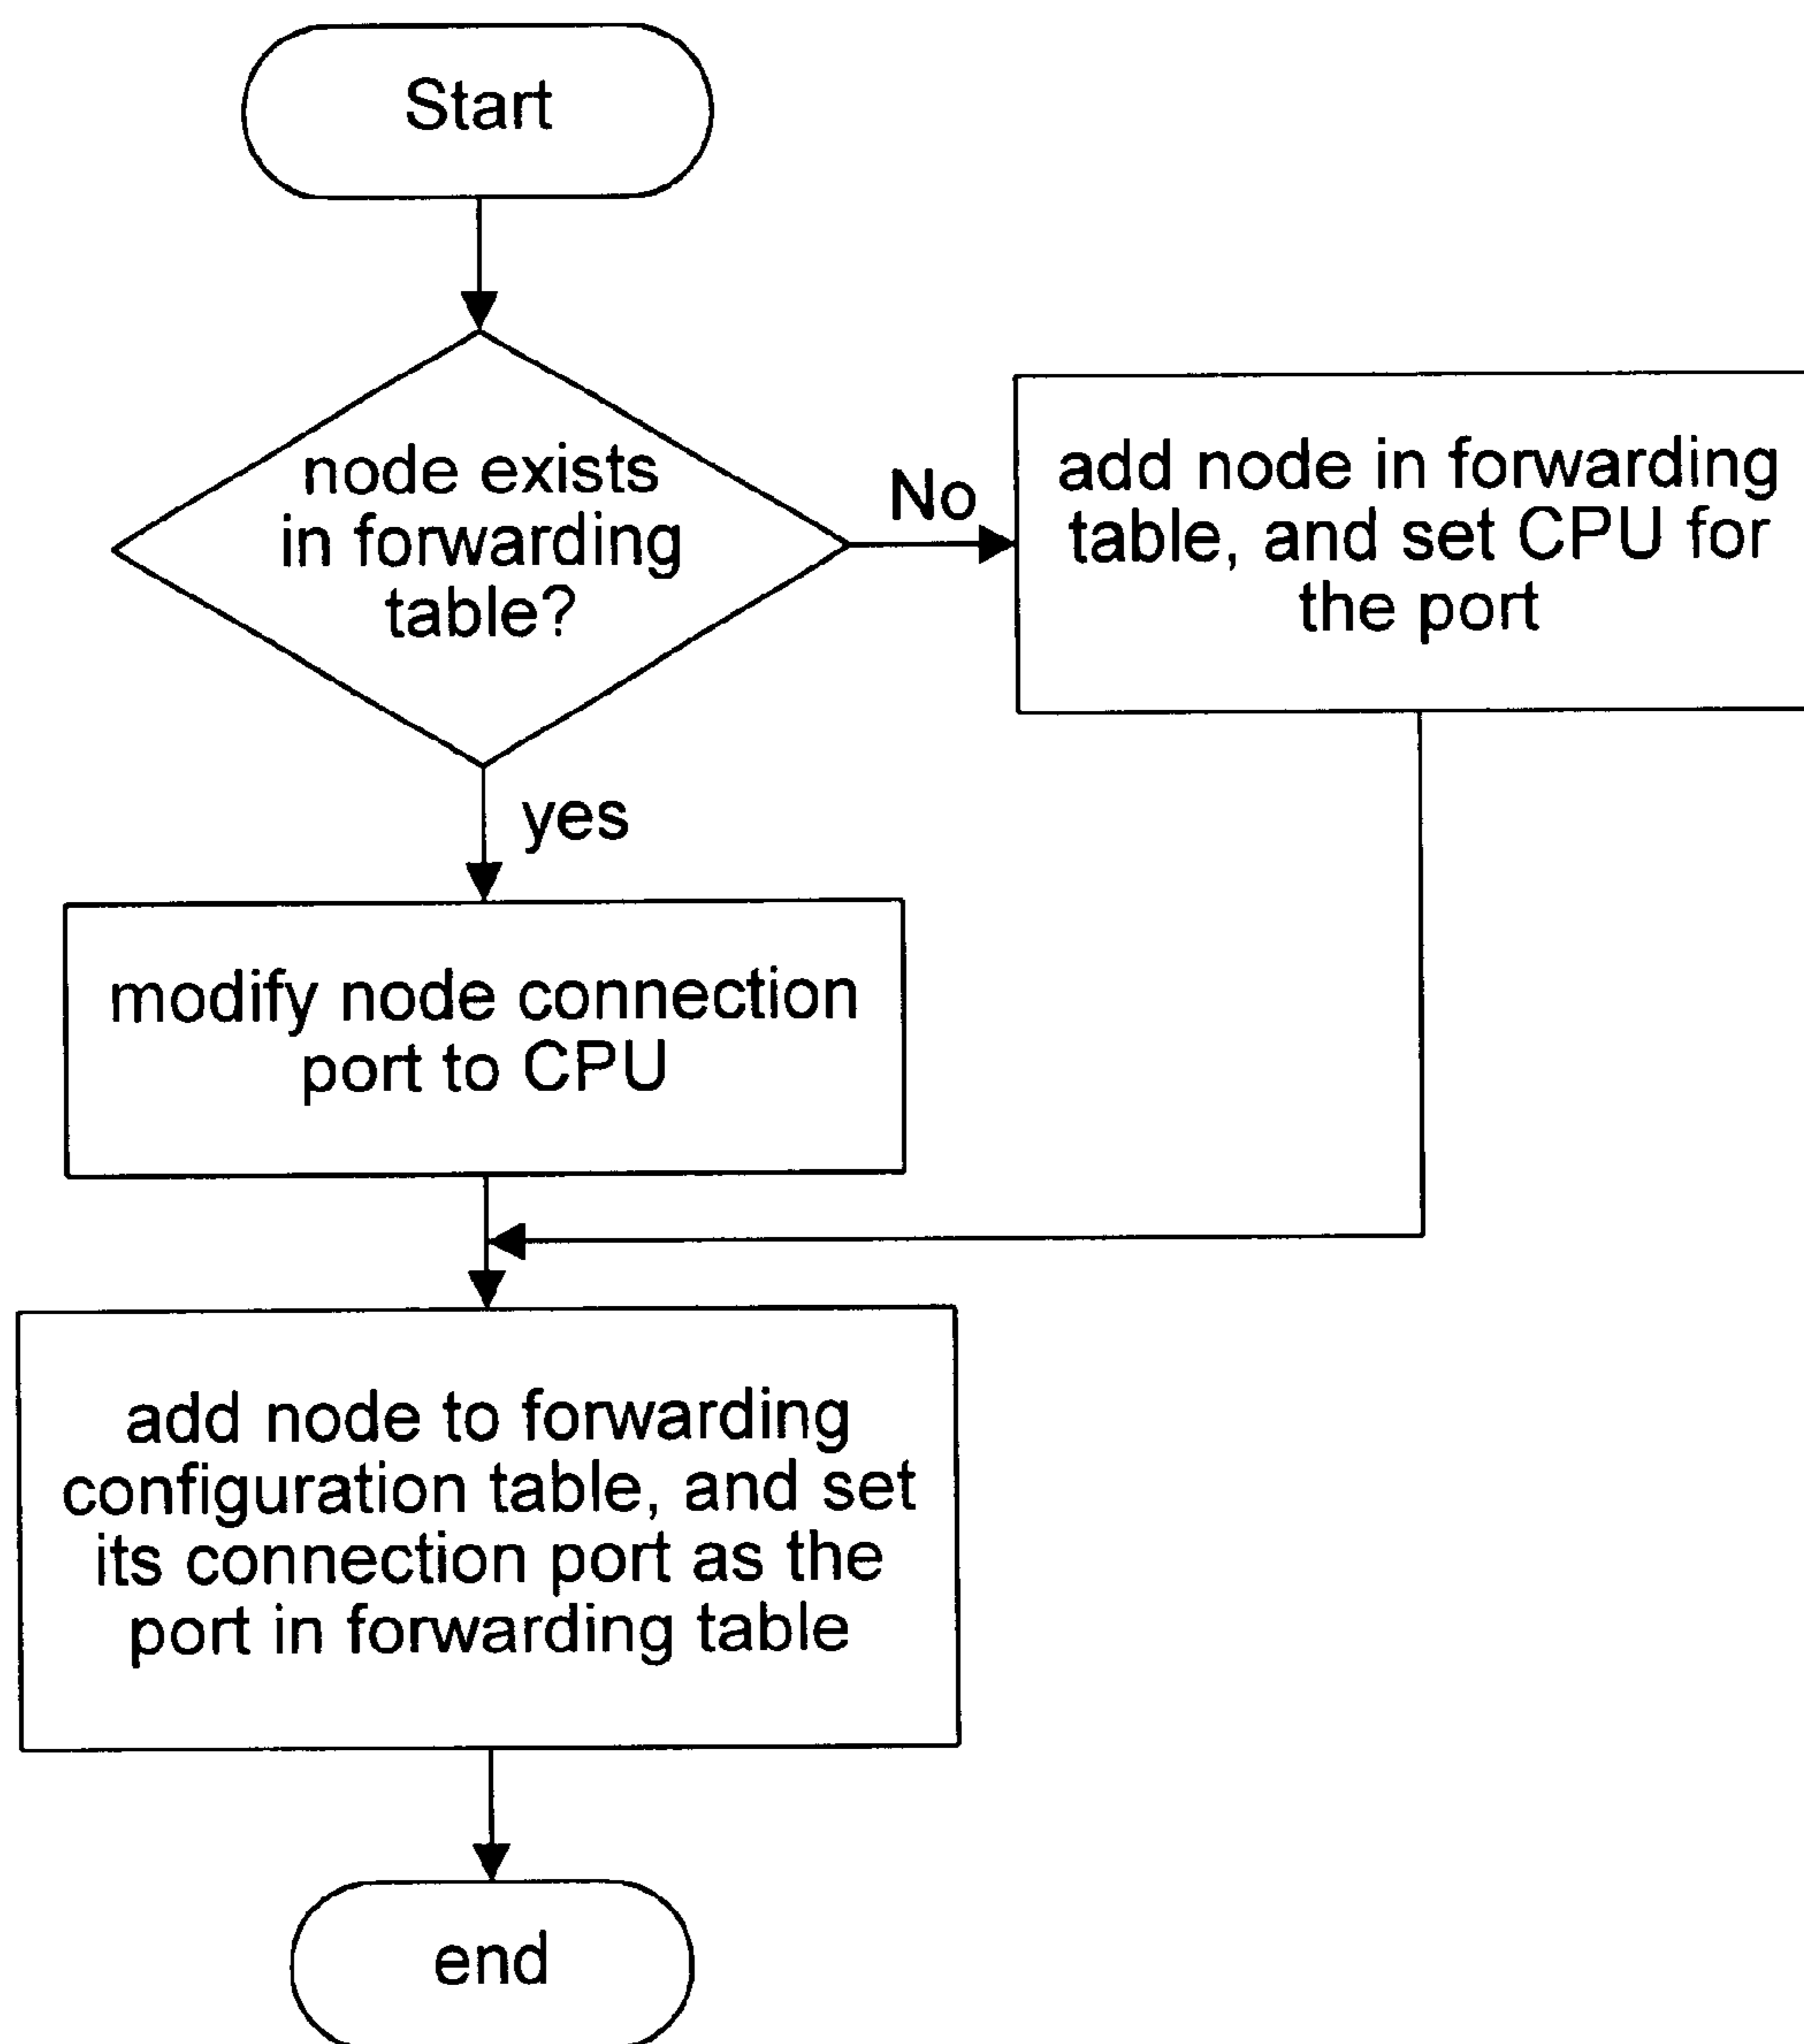 Start
node exists
in forwarding
table?
No
add node in forwarding
table, and set CPU for
the port
yes
modify node connection
port to CPU
add node to forwarding
configuration table, and set
its connection port as the
port in forwarding table
end